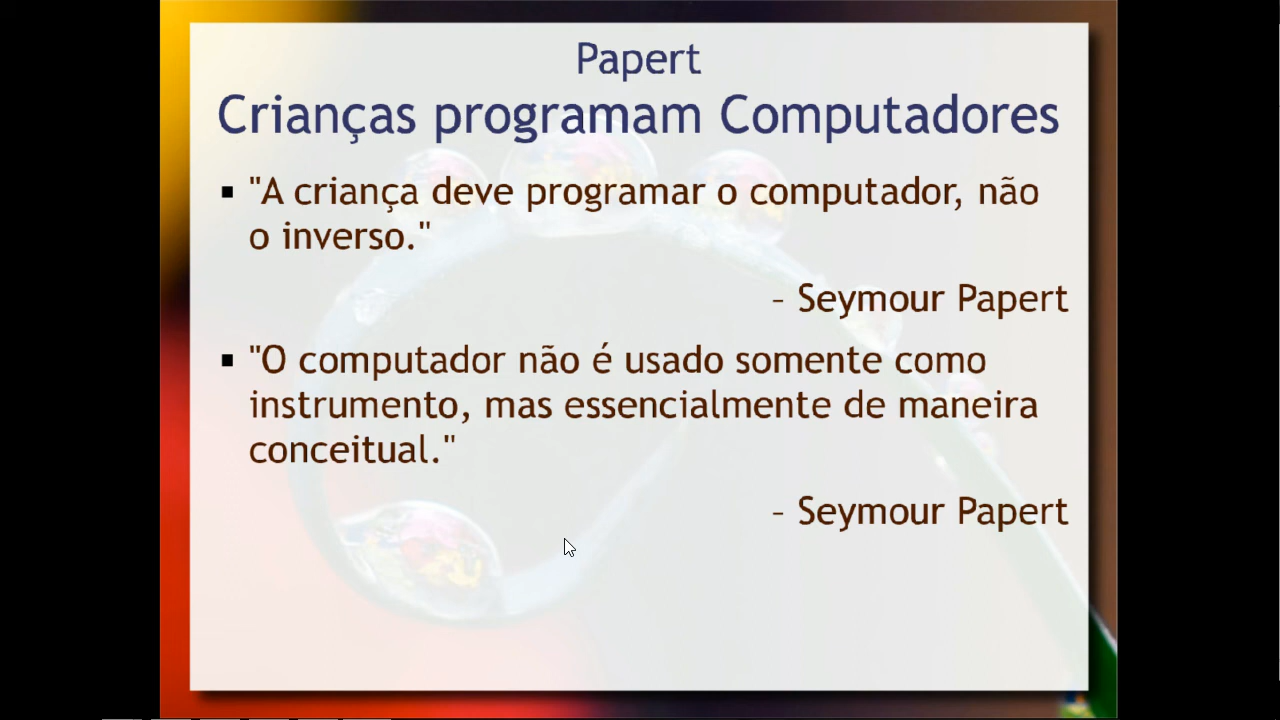 Papert
Crianças programam Computadores
▪ "A criança deve programar o computador, não
o inverso."
– Seymour Papert
▪ "O computador não é usado somente como
instrumento, mas essencialmente de maneira
conceitual."
– Seymour Papert